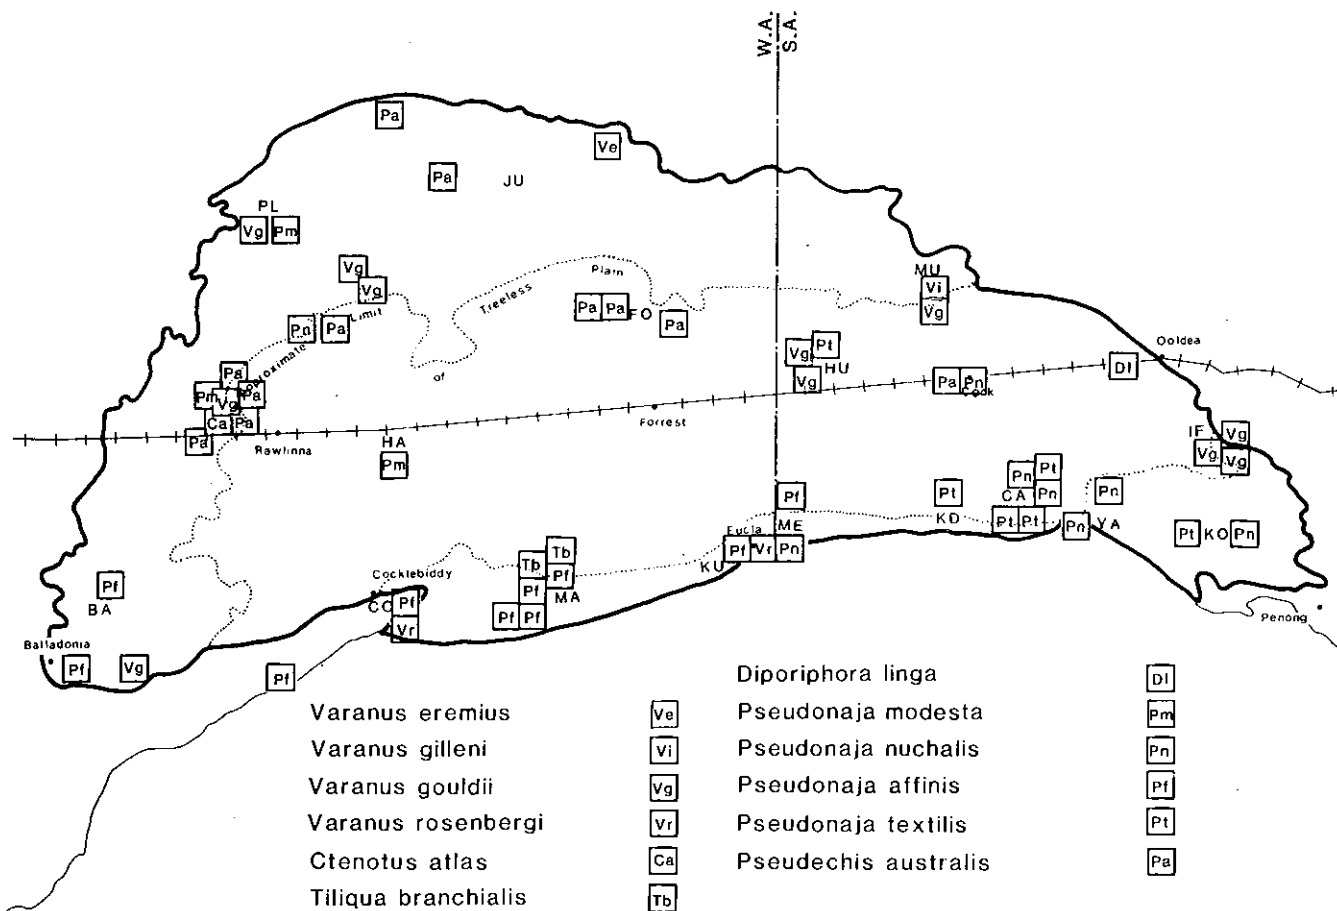 W.A.
S.A.
Pa
Ve
Pa
JU
PL
Vg Pm
Vg
Vg
MU
Vi
Vg
Plain
Treeless
of
Limit
Approximate
Pa Pa FO Pa
Pn Pa
Pt
Vg HU
Vg
Ooldea
Dl
Pa Pn
Cook
Pa
Pm Pa
Vg
Ca Pa
Pa
Rawlinna
Forrest
HA
Pm
IF Vg
Vg Vg
Pt
Pn
CA Pn
Pt Pt
Pt
KD
Pn
Pn YA
Pt KO Pn
Pf
Eucla ME
Pf Vr Pn
KU
Tb
Tb Pf
Pf MA
Pf Pf
Cocklebiddy
CO Pf
Vr
Pf
BA
Balladonia
Pf Vg
Pf
Penong
Varanus eremius Ve
Varanus gilleni Vi
Varanus gouldii Vg
Varanus rosenbergi Vr
Ctenotus atlas Ca
Tiliqua branchialis Tb
Diporiphora linga Dl
Pseudonaja modesta Pm
Pseudonaja nuchalis Pn
Pseudonaja affinis Pf
Pseudonaja textilis Pt
Pseudechis australis Pa